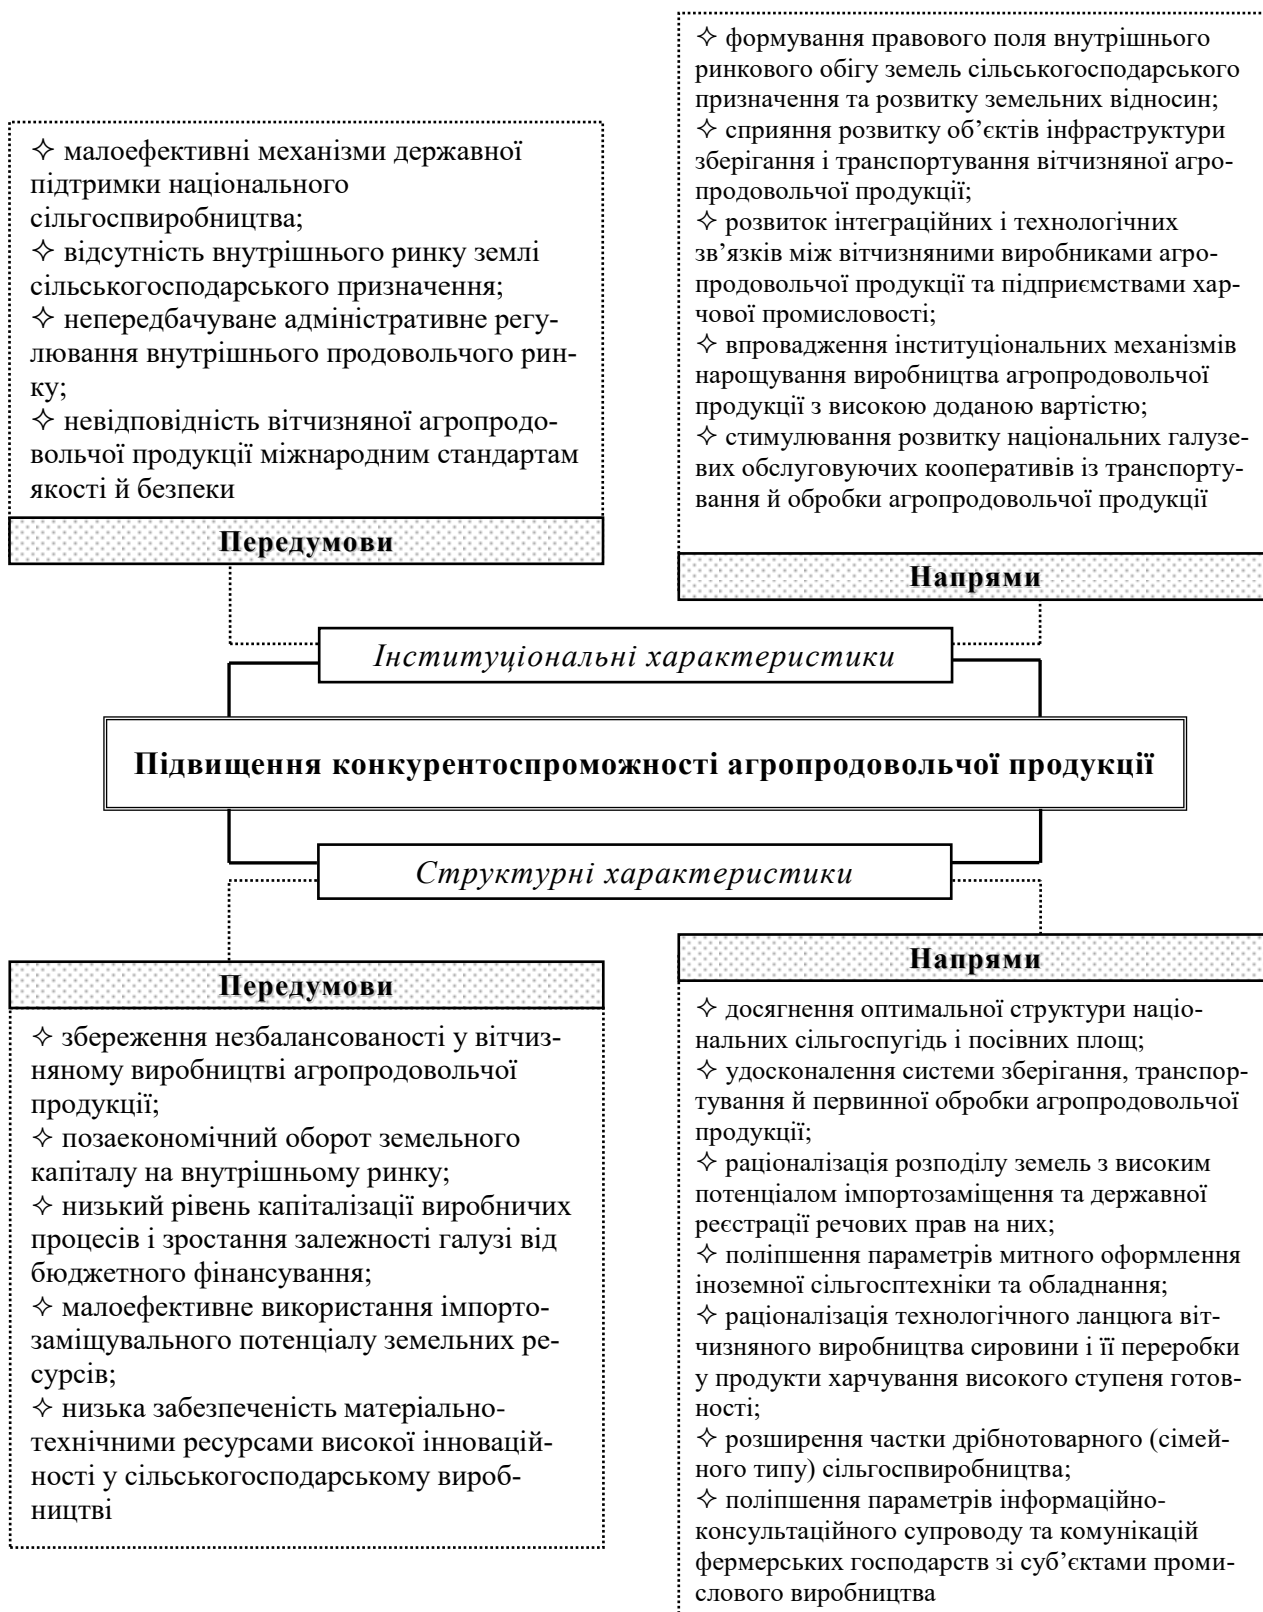 ✧ малоефективні механізми державної
підтримки національного
сільгоспвиробництва;
✧ відсутність внутрішнього ринку землі
сільськогосподарського призначення;
✧ непередбачуване адміністративне регу-
лювання внутрішнього продовольчого рин-
ку;
✧ невідповідність вітчизняної агропродо-
вольчої продукції міжнародним стандартам
якості й безпеки
Передумови
✧ формування правового поля внутрішнього
ринкового обігу земель сільськогосподарського
призначення та розвитку земельних відносин;
✧ сприяння розвитку об’єктів інфраструктури
зберігання і транспортування вітчизняної агро-
продовольчої продукції;
✧ розвиток інтеграційних і технологічних
зв’язків між вітчизняними виробниками агро-
продовольчої продукції та підприємствами хар-
чової промисловості;
✧ впровадження інституціональних механізмів
нарощування виробництва агропродовольчої
продукції з високою доданою вартістю;
✧ стимулювання розвитку національних галузе-
вих обслуговуючих кооперативів із транспорту-
вання й обробки агропродовольчої продукції
Напрями
Інституціональні характеристики
Підвищення конкурентоспроможності агропродовольчої продукції
Структурні характеристики
Передумови
✧ збереження незбалансованості у вітчиз-
няному виробництві агропродовольчої
продукції;
✧ позаекономічний оборот земельного
капіталу на внутрішньому ринку;
✧ низький рівень капіталізації виробничих
процесів і зростання залежності галузі від
бюджетного фінансування;
✧ малоефективне використання імпорто-
заміщувального потенціалу земельних ре-
сурсів;
✧ низька забезпеченість матеріально-
технічними ресурсами високої інновацій-
ності у сільськогосподарському вироб-
ництві
Напрями
✧ досягнення оптимальної структури націо-
нальних сільгоспугідь і посівних площ;
✧ удосконалення системи зберігання, транспор-
тування й первинної обробки агропродовольчої
продукції;
✧ раціоналізація розподілу земель з високим
потенціалом імпортозаміщення та державної
реєстрації речових прав на них;
✧ поліпшення параметрів митного оформлення
іноземної сільгосптехніки та обладнання;
✧ раціоналізація технологічного ланцюга віт-
чизняного виробництва сировини і її переробки
у продукти харчування високого ступеня готов-
ності;
✧ розширення частки дрібнотоварного (сімей-
ного типу) сільгоспвиробництва;
✧ поліпшення параметрів інформаційно-
консультаційного супроводу та комунікацій
фермерських господарств зі суб’єктами проми-
слового виробництва